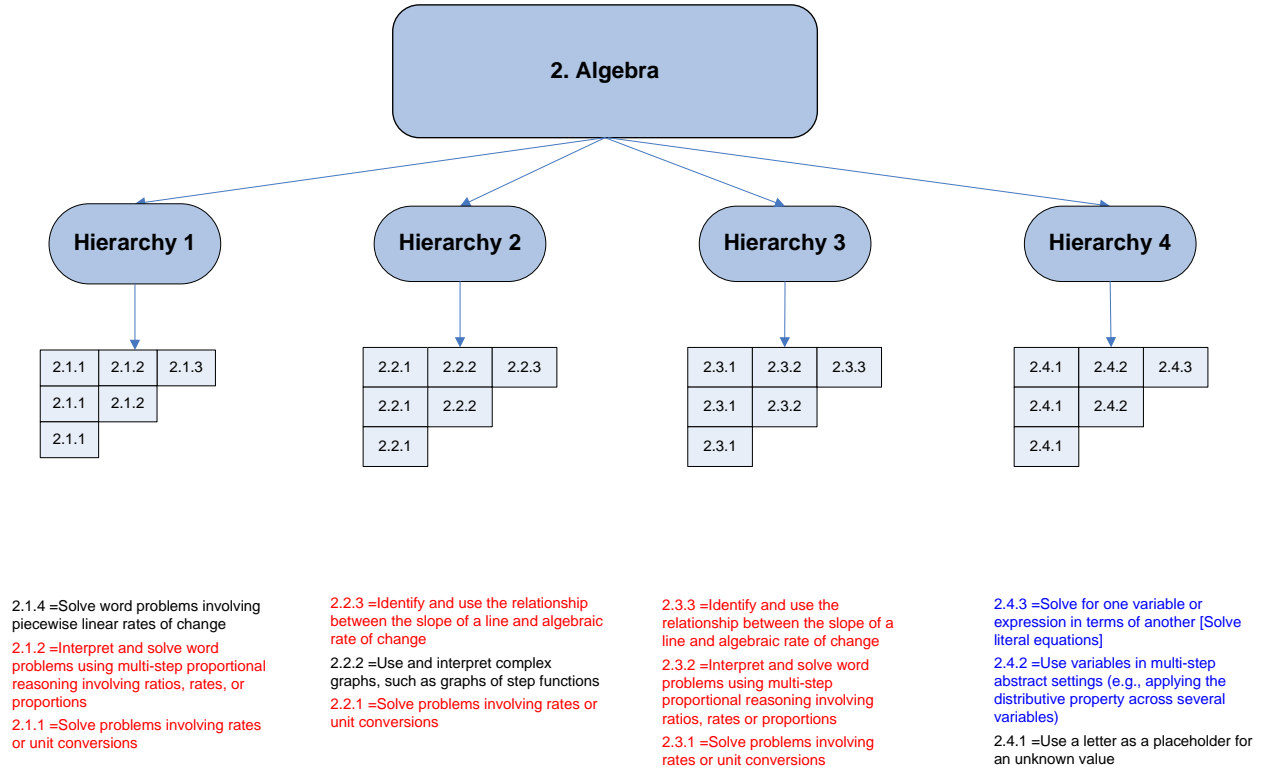 2. Algebra
Hierarchy 1
Hierarchy 2
Hierarchy 3
Hierarchy 4
2.1.1 2.1.2 2.1.3
2.1.1 2.1.2
2.1.1
2.2.1 2.2.2 2.2.3
2.2.1 2.2.2
2.2.1
2.3.1 2.3.2 2.3.3
2.3.1 2.3.2
2.3.1
2.4.1 2.4.2 2.4.3
2.4.1 2.4.2
2.4.1
2.1.4 =Solve word problems involving
piecewise linear rates of change
2.1.2 =Interpret and solve word
problems using multi-step proportional
reasoning involving ratios, rates, or
proportions
2.1.1 =Solve problems involving rates
or unit conversions
2.2.3 =Identify and use the relationship
between the slope of a line and algebraic
rate of change
2.2.2 =Use and interpret complex
graphs, such as graphs of step functions
2.2.1 =Solve problems involving rates or
unit conversions
2.3.3 =Identify and use the
relationship between the slope of a
line and algebraic rate of change
2.3.2 =Interpret and solve word
problems using multi-step
proportional reasoning involving
ratios, rates or proportions
2.3.1 =Solve problems involving
rates or unit conversions
2.4.3 =Solve for one variable or
expression in terms of another [Solve
literal equations]
2.4.2 =Use variables in multi-step
abstract settings (e.g., applying the
distributive property across several
variables)
2.4.1 =Use a letter as a placeholder for
an unknown value